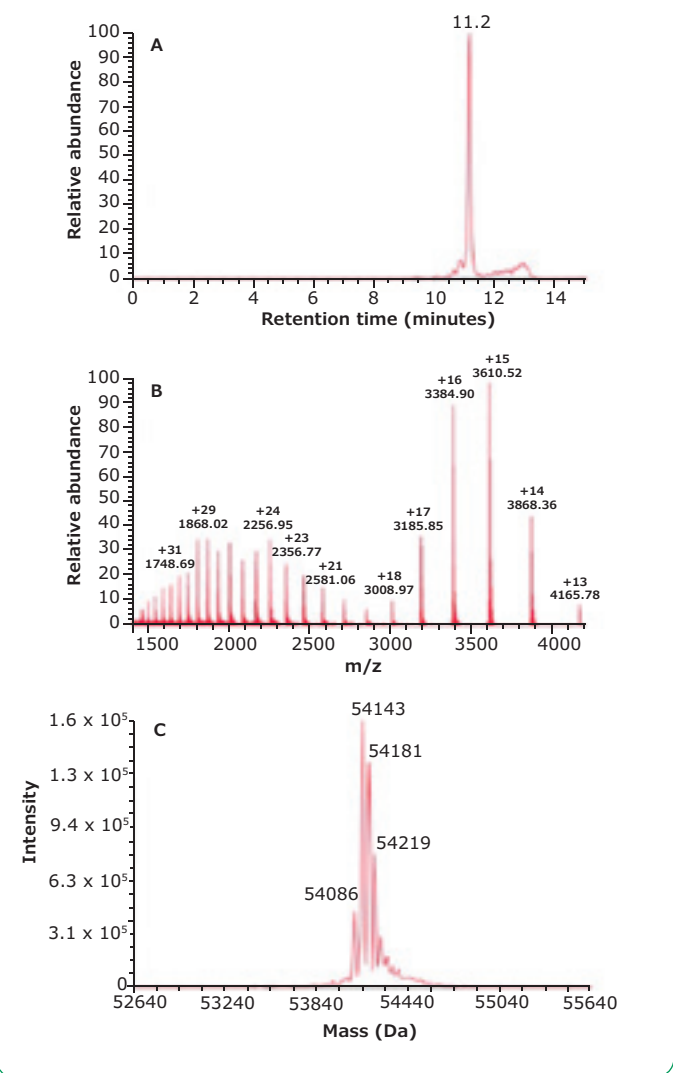 11.2
A
100
90
80
70
60
50
40
30
20
10
0
Relative abundance
0 2 4 6 8 10 12 14
Retention time (minutes)
B
100
90
80
70
60
50
40
30
20
10
0
Relative abundance
+31
1748.69
+29
1868.02
+24
2256.95
+23
2356.77
+21
2581.06
+18
3008.97
+17
3185.85
+16
3384.90
+15
3610.52
+14
3868.36
+13
4165.78
1500 2000 2500 3000 3500 4000
m/z
C
1.6 x 10⁵
1.3 x 10⁵
9.4 x 10⁵
6.3 x 10⁵
3.1 x 10⁵
0
Intensity
54143
54181
54219
54086
52640 53240 53840 54440 55040 55640
Mass (Da)